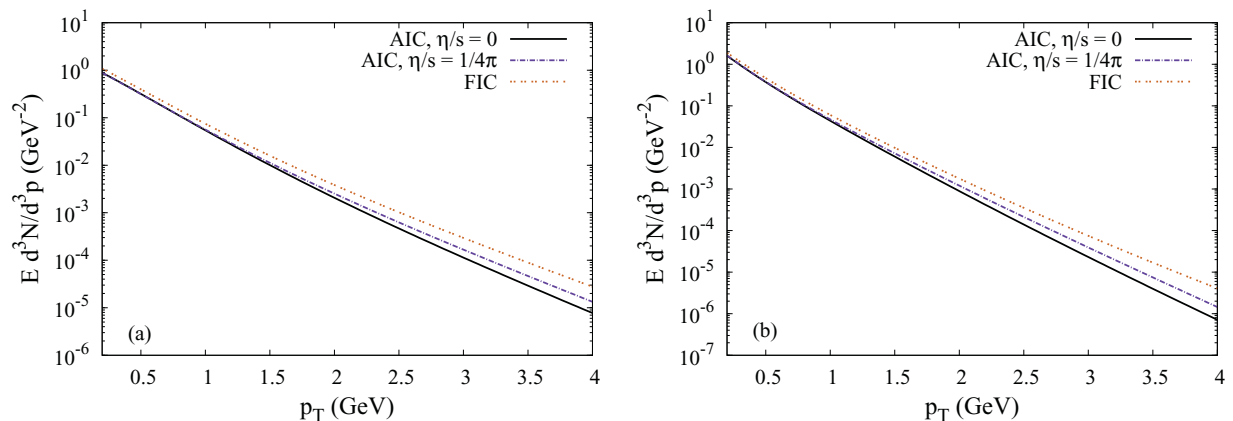 10^1
10^0
10^-1
10^-2
10^-3
10^-4
10^-5
10^-6
E d^3N/d^3p (GeV^-2)
AIC, η/s = 0
AIC, η/s = 1/4π
FIC
(a)
0.5 1 1.5 2 2.5 3 3.5 4
p_T (GeV)
10^1
10^0
10^-1
10^-2
10^-3
10^-4
10^-5
10^-6
10^-7
E d^3N/d^3p (GeV^-2)
AIC, η/s = 0
AIC, η/s = 1/4π
FIC
(b)
0.5 1 1.5 2 2.5 3 3.5 4
p_T (GeV)